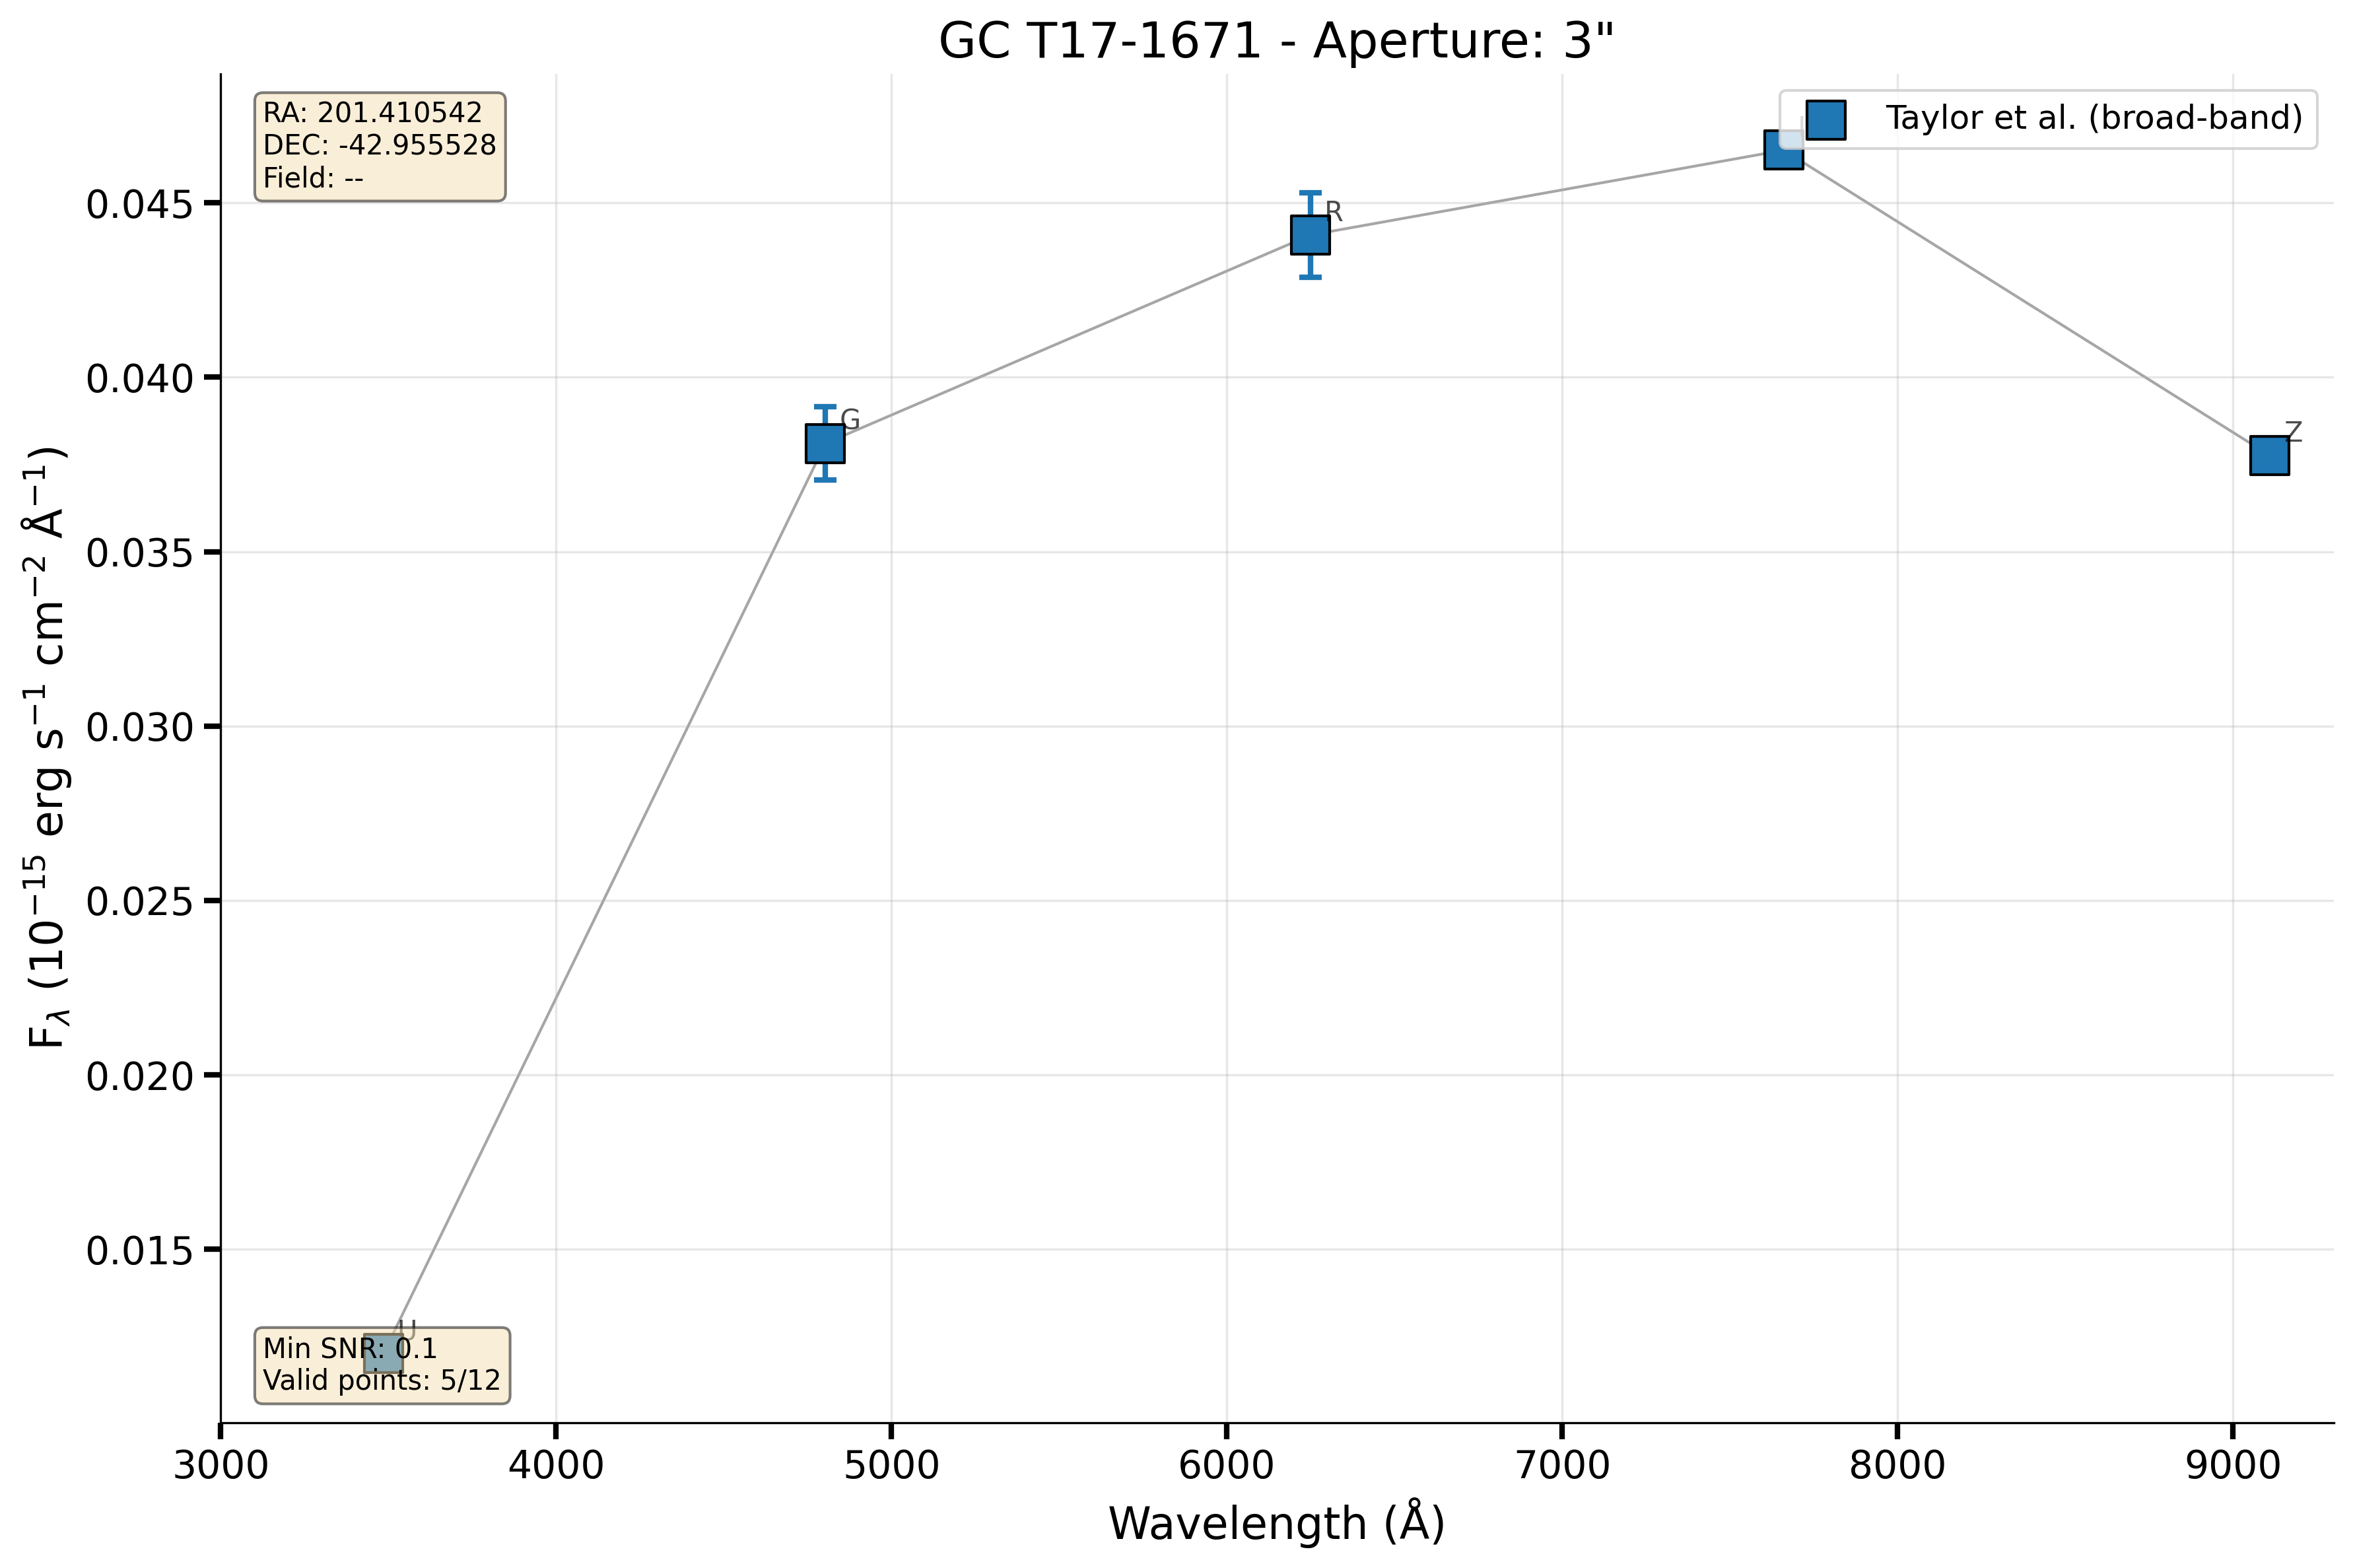 GC T17-1671 - Aperture: 3"
RA: 201.410542
DEC: -42.955528
Field: --
Taylor et al. (broad-band)
R
G
Z
U
Min SNR: 0.1
Valid points: 5/12
0.045
0.040
0.035
0.030
0.025
0.020
0.015
F_λ (10⁻¹⁵ erg s⁻¹ cm⁻² Å⁻¹)
3000 4000 5000 6000 7000 8000 9000
Wavelength (Å)